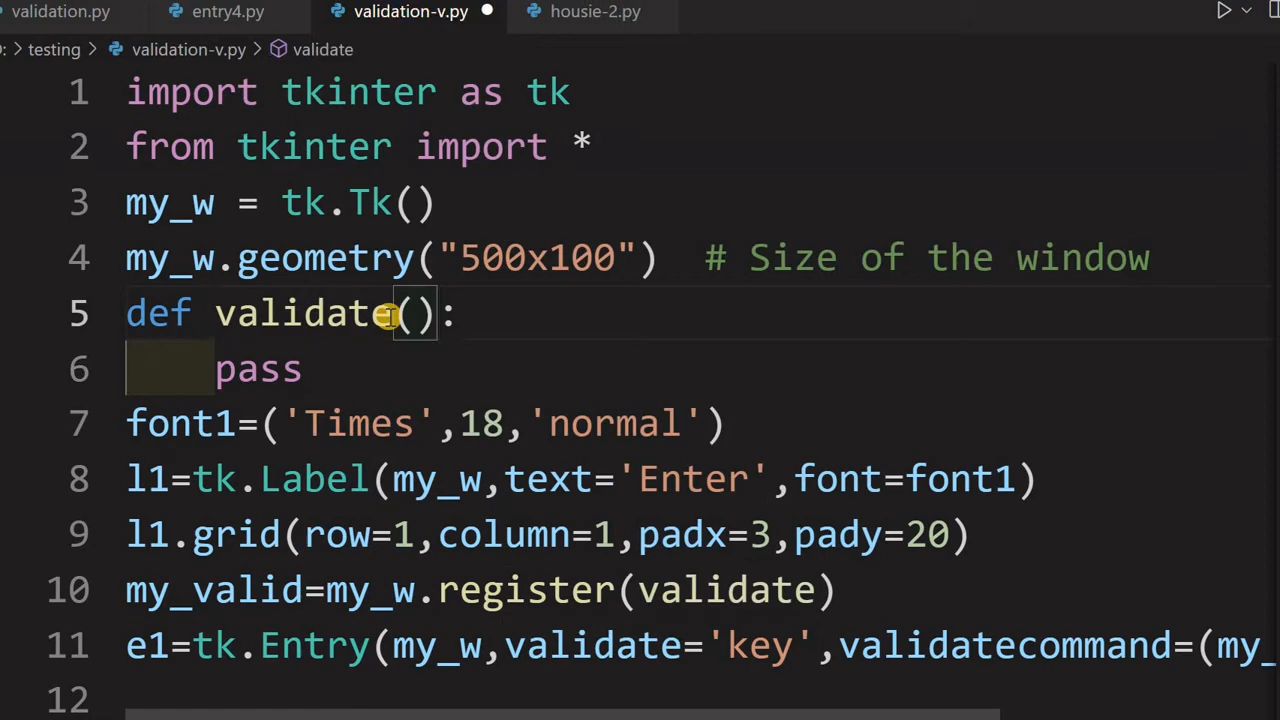 validation.py entry4.py validation-v.py housie-2.py
: > testing > validation-v.py > validate
1 import tkinter as tk
2 from tkinter import *
3 my_w = tk.Tk()
4 my_w.geometry("500x100")  # Size of the window
5 def validate():
6     pass
7 font1=('Times',18,'normal')
8 l1=tk.Label(my_w,text='Enter',font=font1)
9 l1.grid(row=1,column=1,padx=3,pady=20)
10 my_valid=my_w.register(validate)
11 e1=tk.Entry(my_w,validate='key',validatecommand=(my_
12